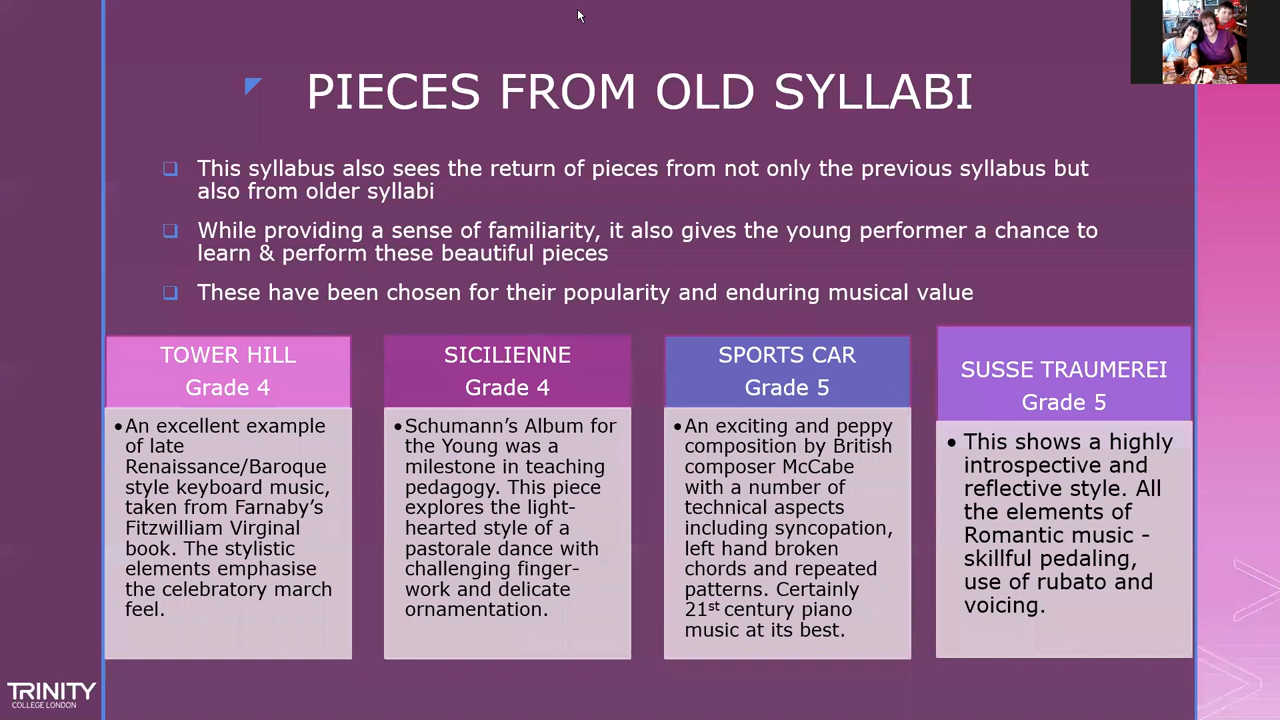 PIECES FROM OLD SYLLABI
❑ This syllabus also sees the return of pieces from not only the previous syllabus but
also from older syllabi
❑ While providing a sense of familiarity, it also gives the young performer a chance to
learn & perform these beautiful pieces
❑ These have been chosen for their popularity and enduring musical value
TOWER HILL
Grade 4
•An excellent example
of late
Renaissance/Baroque
style keyboard music,
taken from Farnaby’s
Fitzwilliam Virginal
book. The stylistic
elements emphasise
the celebratory march
feel.
SICILIENNE
Grade 4
•Schumann’s Album for
the Young was a
milestone in teaching
pedagogy. This piece
explores the light-
hearted style of a
pastorale dance with
challenging finger-
work and delicate
ornamentation.
SPORTS CAR
Grade 5
•An exciting and peppy
composition by British
composer McCabe
with a number of
technical aspects
including syncopation,
left hand broken
chords and repeated
patterns. Certainly
21st century piano
music at its best.
SUSSE TRAUMEREI
Grade 5
• This shows a highly
introspective and
reflective style. All
the elements of
Romantic music -
skillful pedaling,
use of rubato and
voicing.
TRINITY
COLLEGE LONDON